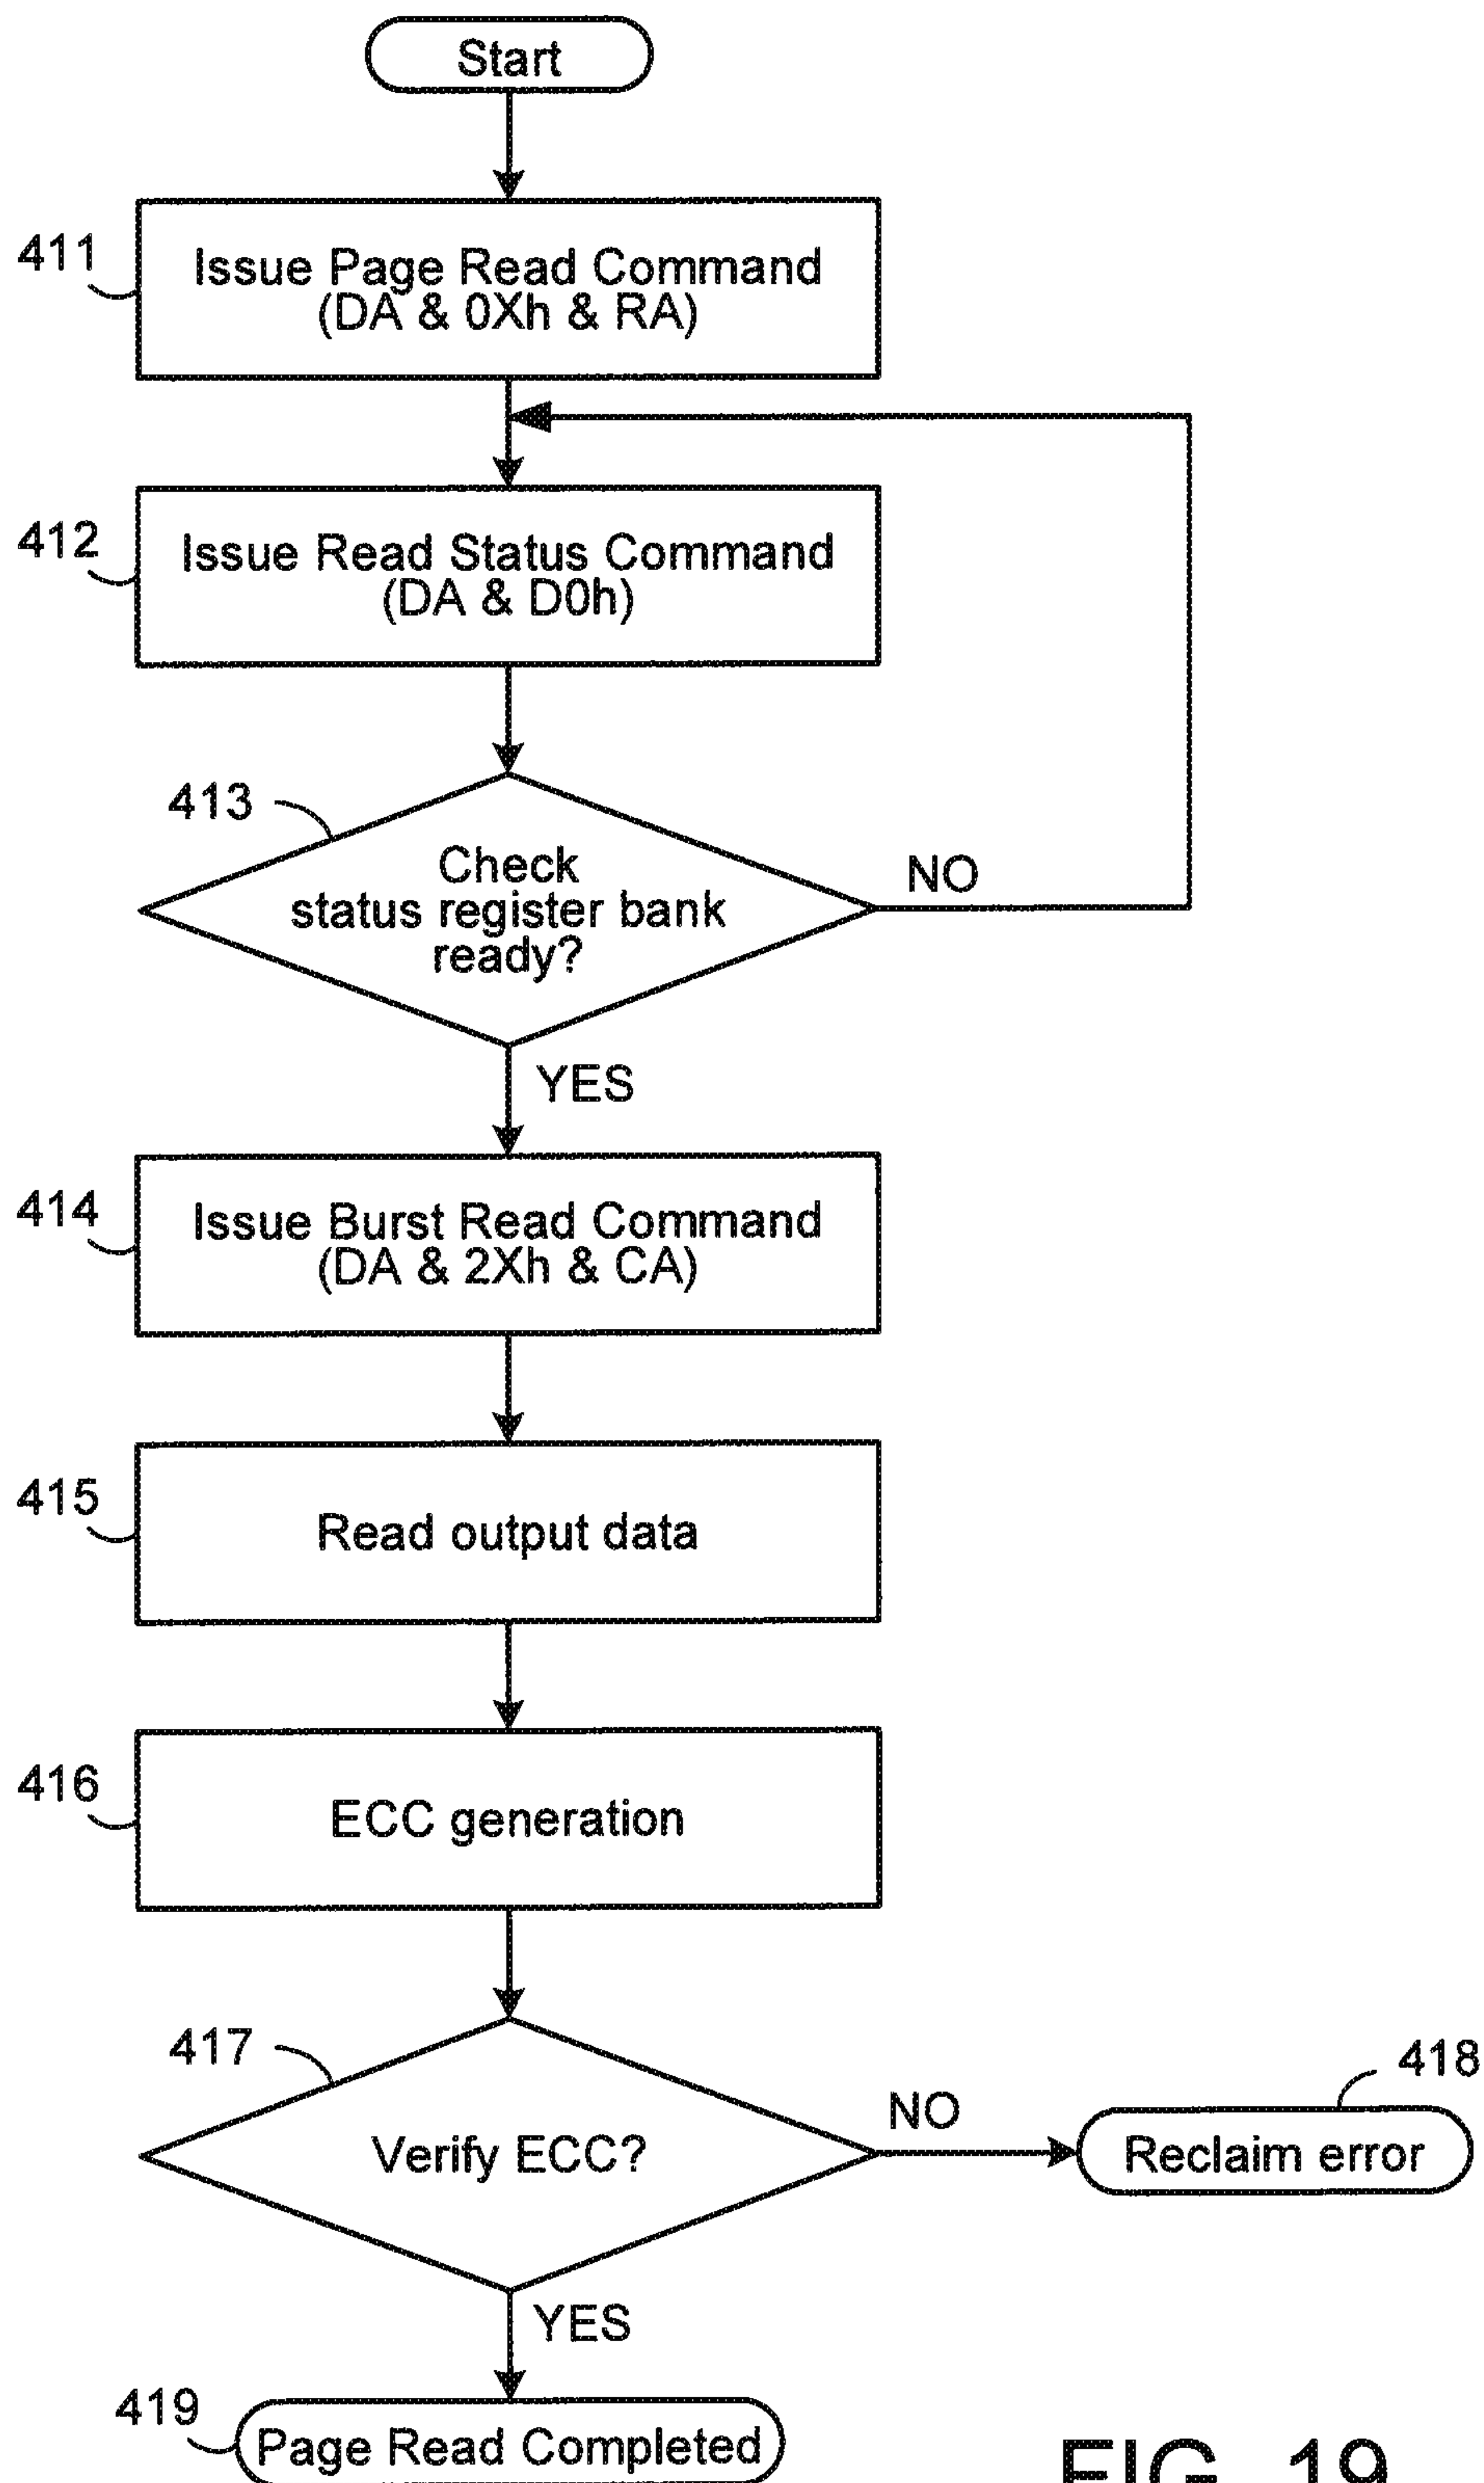 Start
411
Issue Page Read Command
(DA & 0Xh & RA)
412
Issue Read Status Command
(DA & D0h)
413
Check
status register bank
ready?
NO
YES
414
Issue Burst Read Command
(DA & 2Xh & CA)
415
Read output data
416
ECC generation
417
Verify ECC?
NO
418
Reclaim error
YES
419
Page Read Completed
FIG. 19